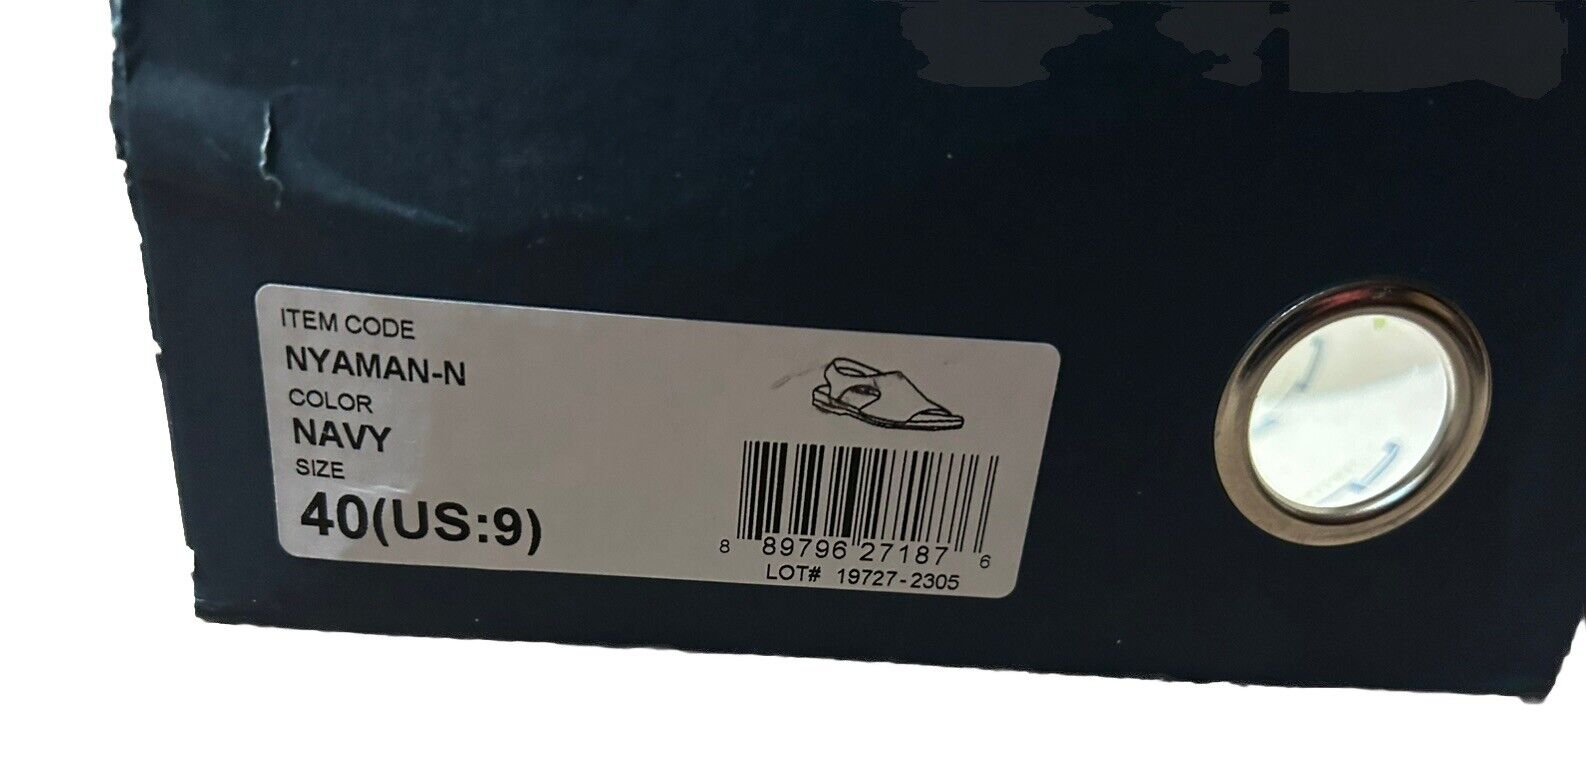 ITEM CODE
NYAMAN-N
COLOR
NAVY
SIZE
40(US:9)
8 89796 27187 6
LOT# 19727-2305